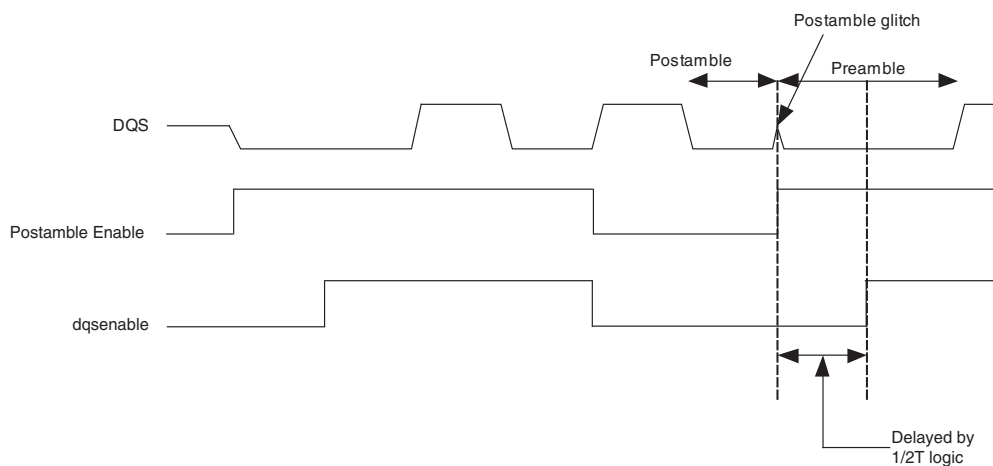 Postamble glitch
Postamble
Preamble
DQS
Postamble Enable
dqsenable
Delayed by
1/2T logic